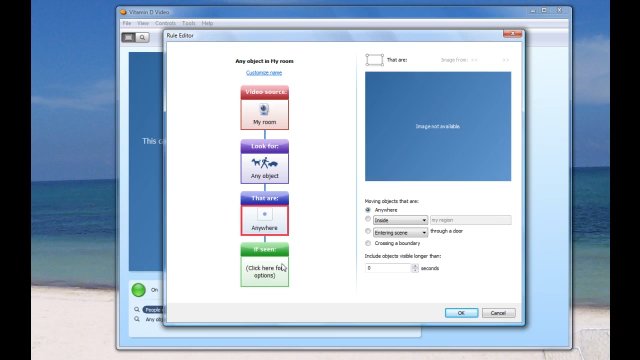 Vitamin D Video
File View Controls Tools Help
Rule Editor
Any object in My room
Customize name
Video source:
My room
Look for:
Any object
That are:
Anywhere
If seen:
(Click here for
options)
That are:
Image from: << >>
Image not available.
Moving objects that are:
Anywhere
Inside my region
Entering scene through a door
Crossing a boundary
Include objects visible longer than:
0 seconds
OK Cancel
This ca
On
People
Any obje